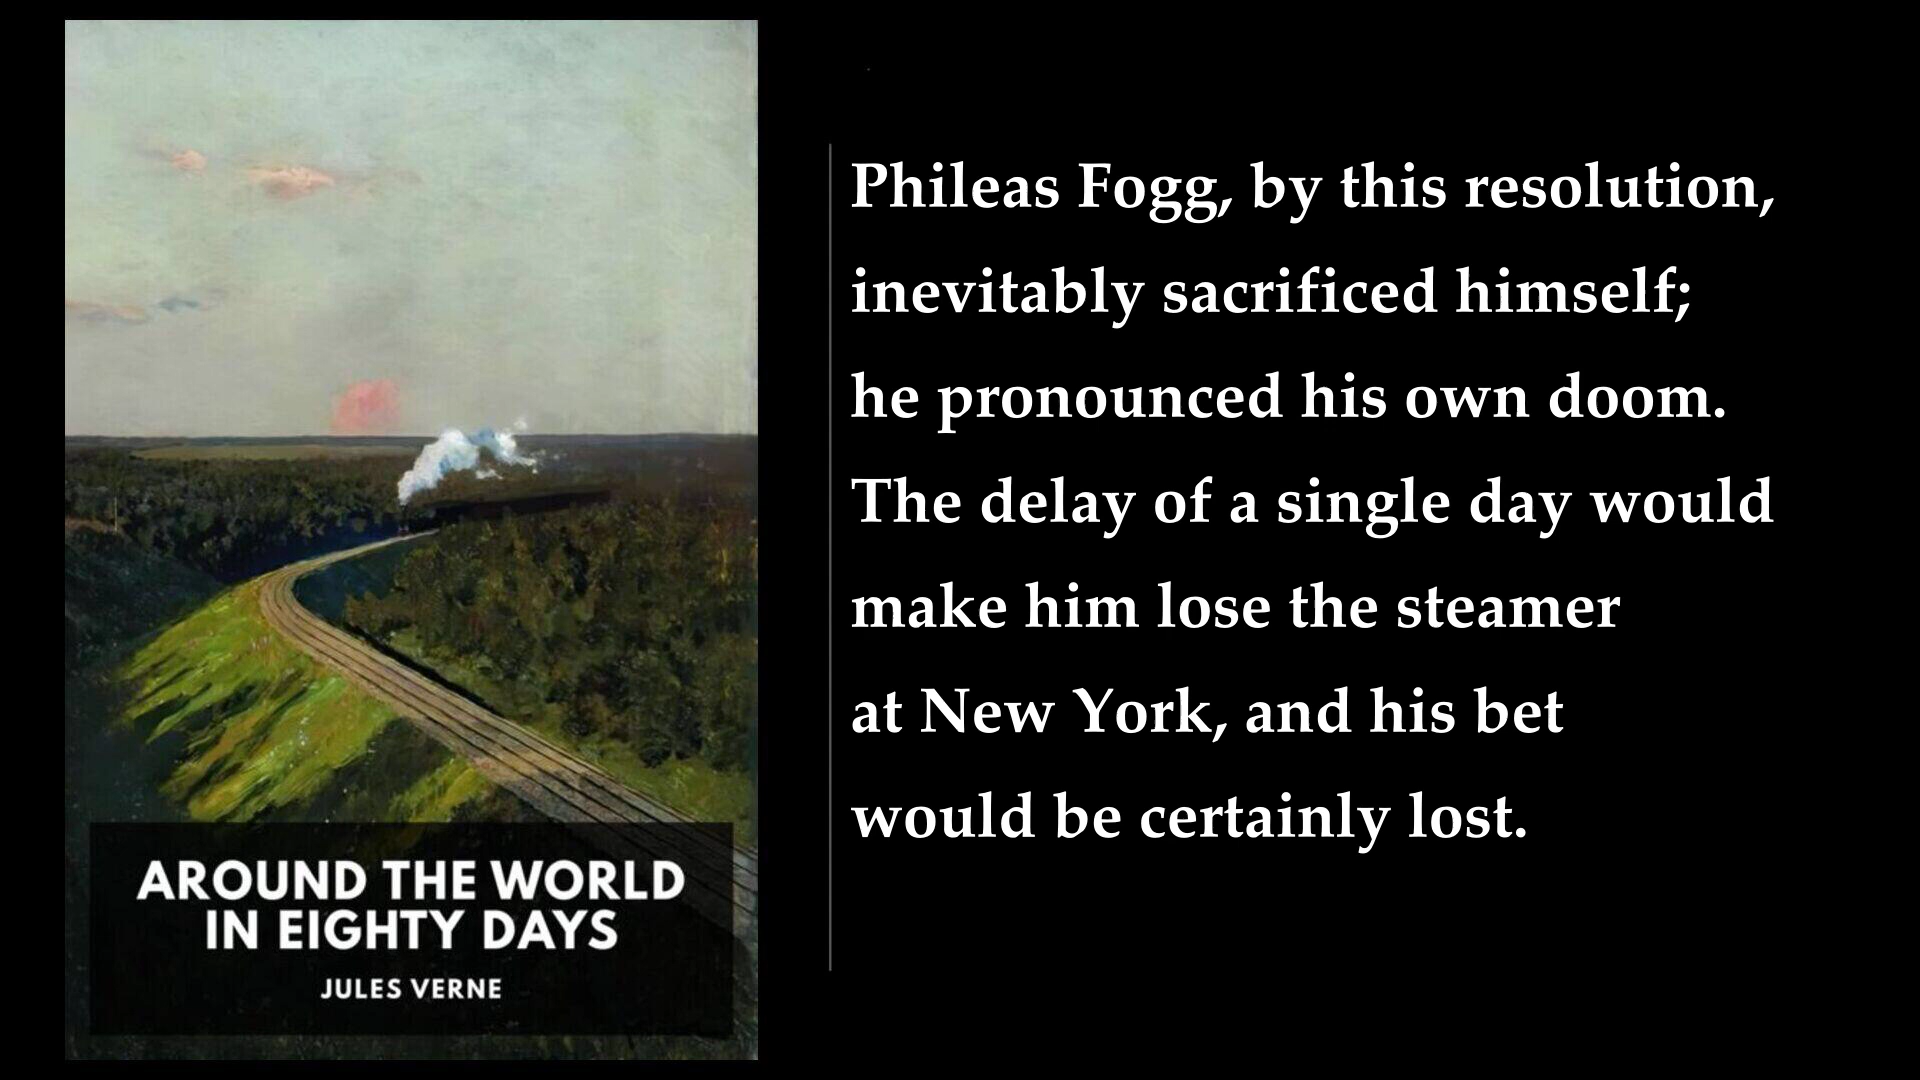 AROUND THE WORLD
IN EIGHTY DAYS
JULES VERNE
Phileas Fogg, by this resolution,
inevitably sacrificed himself;
he pronounced his own doom.
The delay of a single day would
make him lose the steamer
at New York, and his bet
would be certainly lost.